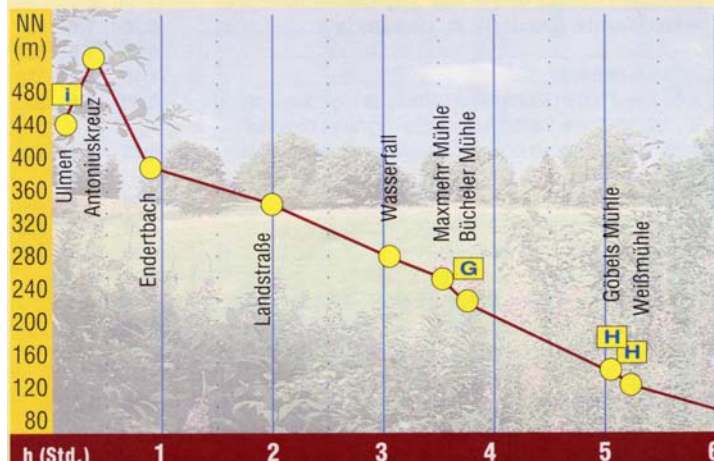 NN
(m)
480
440
400
360
320
280
240
200
160
120
80
i
Ulmen
Antoniuskreuz
Endertbach
Landstraße
Wasserfall
Maxmehr Mühle
Bücheler Mühle
G
Göbels Mühle
Weißmühle
H
H
h (Std.) 1 2 3 4 5 6